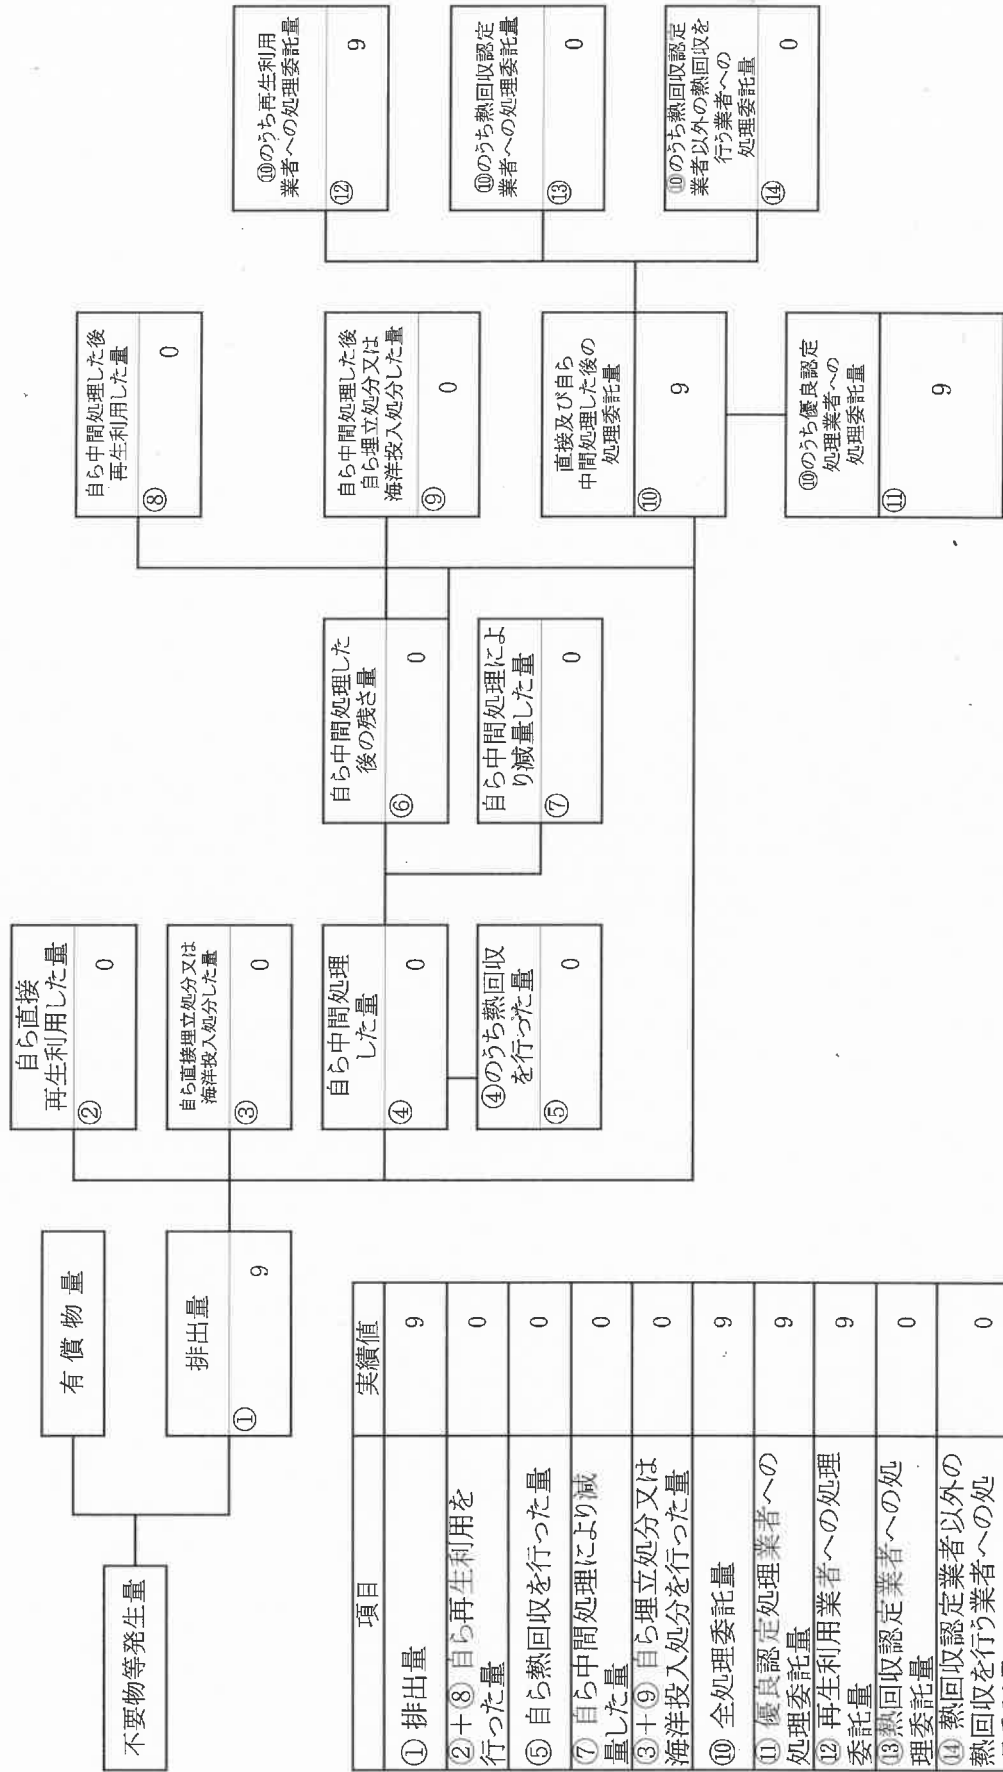 不要物等発生量
有償物量
排出量
①
9
自ら直接
再生利用した量
②
0
自ら直接埋立処分又は
海洋投入処分した量
③
0
自ら中間処理
した量
④
0
④のうち熱回収
を行った量
⑤
0
自ら中間処理した
後の残さ量
⑥
0
自ら中間処理によ
り減量した量
⑦
0
自ら中間処理した後
再生利用した量
⑧
0
自ら中間処理した後
自ら埋立処分又は
海洋投入処分した量
⑨
0
直接及び自ら
中間処理した後の
処理委託量
⑩
9
⑩のうち優良認定
処理業者への
処理委託量
⑪
9
⑩のうち再生利用
業者への処理委託量
⑫
9
⑩のうち熱回収認定
業者への処理委託量
⑬
0
⑩のうち熱回収認定
業者以外の熱回収を
行う業者への
処理委託量
⑭
0
項目 実績値
① 排出量 9
②+⑧ 自ら再生利用を
行った量 0
⑤ 自ら熱回収を行った量 0
⑦ 自ら中間処理により減
量した量 0
③+⑨ 自ら埋立処分又は
海洋投入処分を行った量 0
⑩ 全処理委託量 9
⑪ 優良認定処理業者への
処理委託量 9
⑫ 再生利用業者への処理
委託量 9
⑬ 熱回収認定業者への処
理委託量 0
⑭ 熱回収認定業者以外の
熱回収を行う業者への処 0